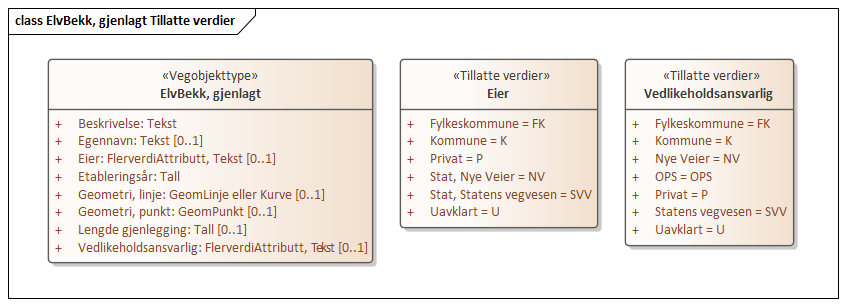 class ElvBekk, gjenlagt Tillatte verdier
«Vegobjekttype»
ElvBekk, gjenlagt
+ Beskrivelse: Tekst
+ Egennavn: Tekst [0..1]
+ Eier: FlerverdiAttributt, Tekst [0..1]
+ Etableringsår: Tall
+ Geometri, linje: GeomLinje eller Kurve [0..1]
+ Geometri, punkt: GeomPunkt [0..1]
+ Lengde gjenlegging: Tall [0..1]
+ Vedlikeholdsansvarlig: FlerverdiAttributt, Tekst [0..1]
«Tillatte verdier»
Eier
+ Fylkeskommune = FK
+ Kommune = K
+ Privat = P
+ Stat, Nye Veier = NV
+ Stat, Statens vegvesen = SVV
+ Uavklart = U
«Tillatte verdier»
Vedlikeholdsansvarlig
+ Fylkeskommune = FK
+ Kommune = K
+ Nye Veier = NV
+ OPS = OPS
+ Privat = P
+ Statens vegvesen = SVV
+ Uavklart = U